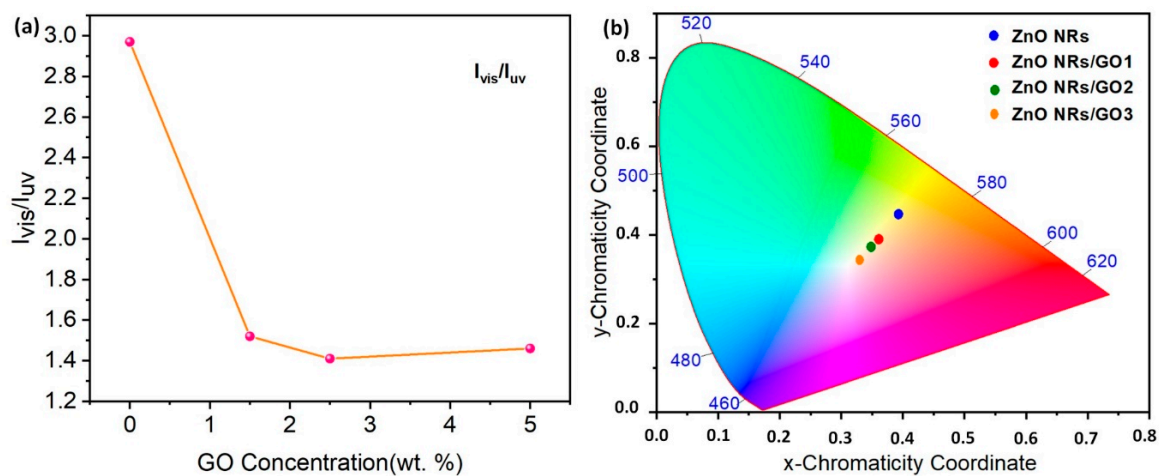 (a)
I_vis/I_uv
3.0
2.8
2.6
2.4
2.2
2.0
1.8
1.6
1.4
1.2
I_vis/I_uv
0 1 2 3 4 5
GO Concentration(wt. %)
(b)
ZnO NRs
ZnO NRs/GO1
ZnO NRs/GO2
ZnO NRs/GO3
520
540
560
500
580
600
620
480
460
0.8
0.6
0.4
0.2
0.0
y-Chromaticity Coordinate
0.0 0.1 0.2 0.3 0.4 0.5 0.6 0.7 0.8
x-Chromaticity Coordinate